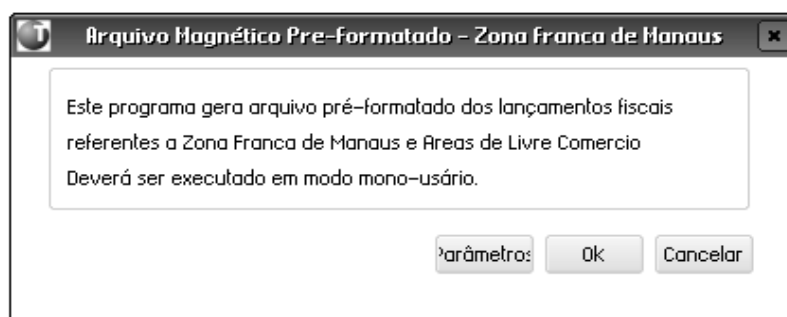 Arquivo Magnético Pre-Formatado - Zona Franca de Manaus
Este programa gera arquivo pré-formatado dos lançamentos fiscais
referentes a Zona Franca de Manaus e Areas de Livre Comercio
Deverá ser executado em modo mono-usário.
Parâmetros Ok Cancelar